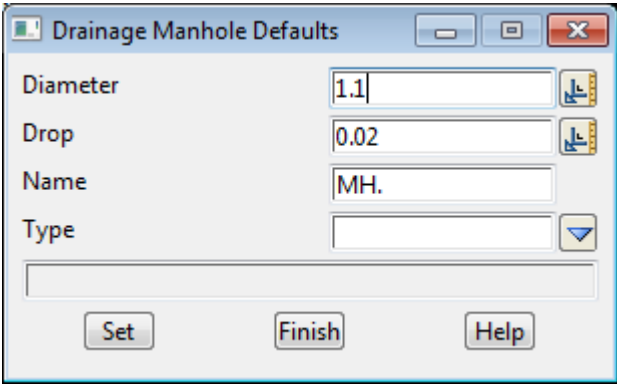 Drainage Manhole Defaults
Diameter 1.1
Drop 0.02
Name MH.
Type
Set Finish Help